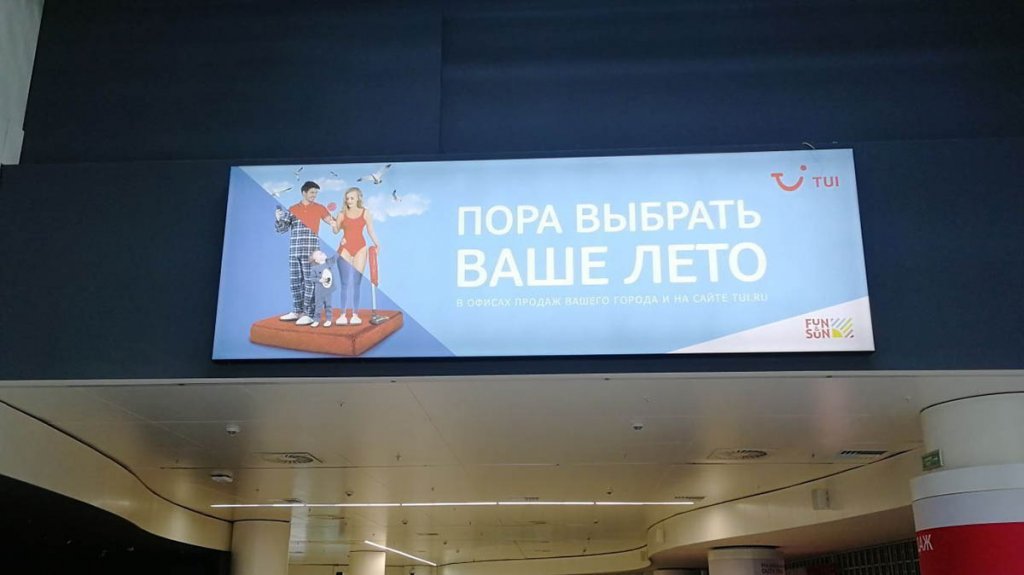 TUI
ПОРА ВЫБРАТЬ
ВАШЕ ЛЕТО
В ОФИСАХ ПРОДАЖ ВАШЕГО ГОРОДА И НА САЙТЕ TUI.RU
FUN &
SUN